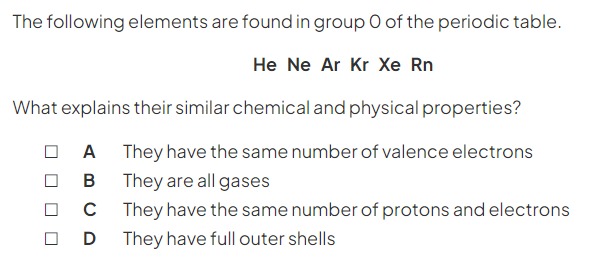 The following elements are found in group 0 of the periodic table.
He Ne Ar Kr Xe Rn
What explains their similar chemical and physical properties?
A They have the same number of valence electrons
B They are all gases
C They have the same number of protons and electrons
D They have full outer shells